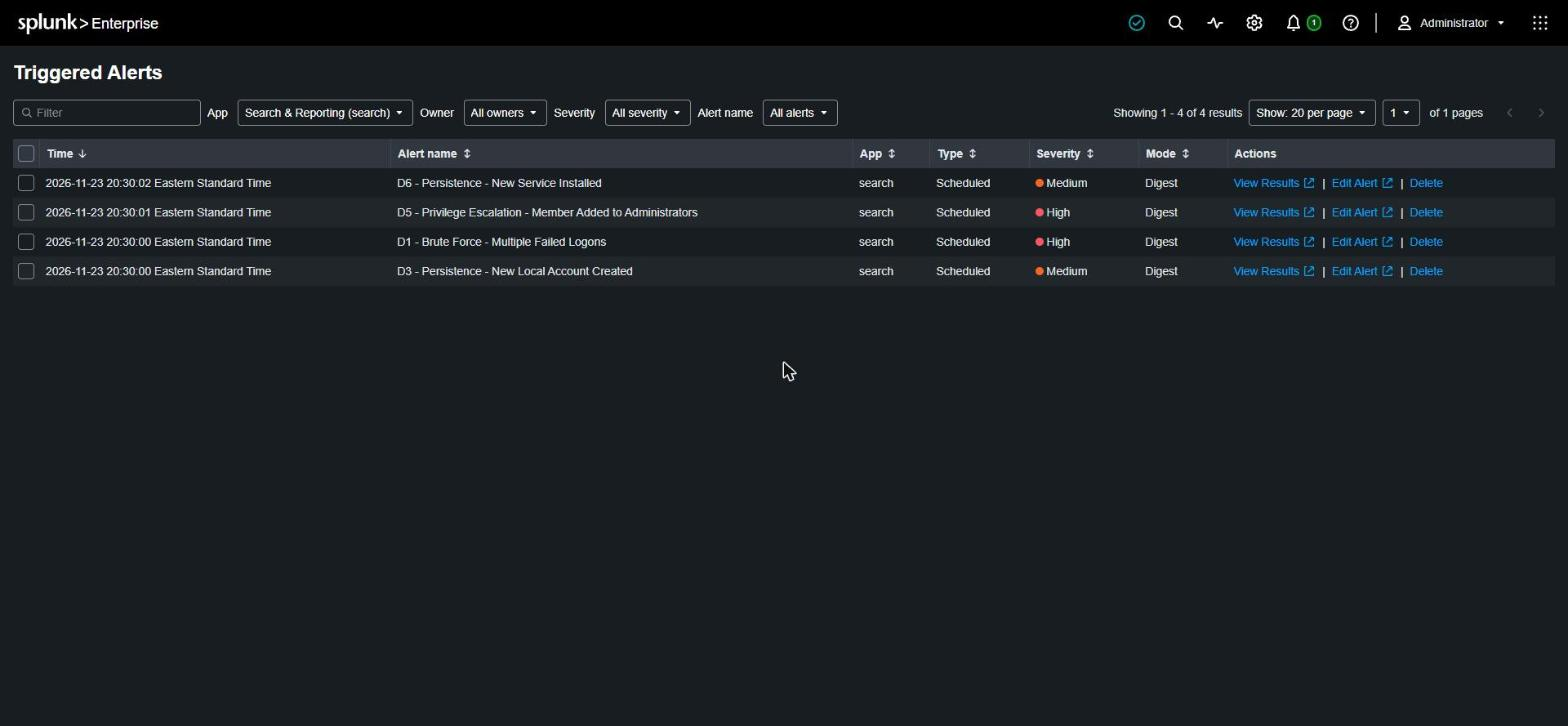 splunk>Enterprise 1 Administrator
Triggered Alerts
Filter App Search & Reporting (search) Owner All owners Severity All severity Alert name All alerts Showing 1 - 4 of 4 results Show: 20 per page 1 of 1 pages
Time Alert name App Type Severity Mode Actions
2026-11-23 20:30:02 Eastern Standard Time D6 - Persistence - New Service Installed search Scheduled Medium Digest View Results | Edit Alert | Delete
2026-11-23 20:30:01 Eastern Standard Time D5 - Privilege Escalation - Member Added to Administrators search Scheduled High Digest View Results | Edit Alert | Delete
2026-11-23 20:30:00 Eastern Standard Time D1 - Brute Force - Multiple Failed Logons search Scheduled High Digest View Results | Edit Alert | Delete
2026-11-23 20:30:00 Eastern Standard Time D3 - Persistence - New Local Account Created search Scheduled Medium Digest View Results | Edit Alert | Delete